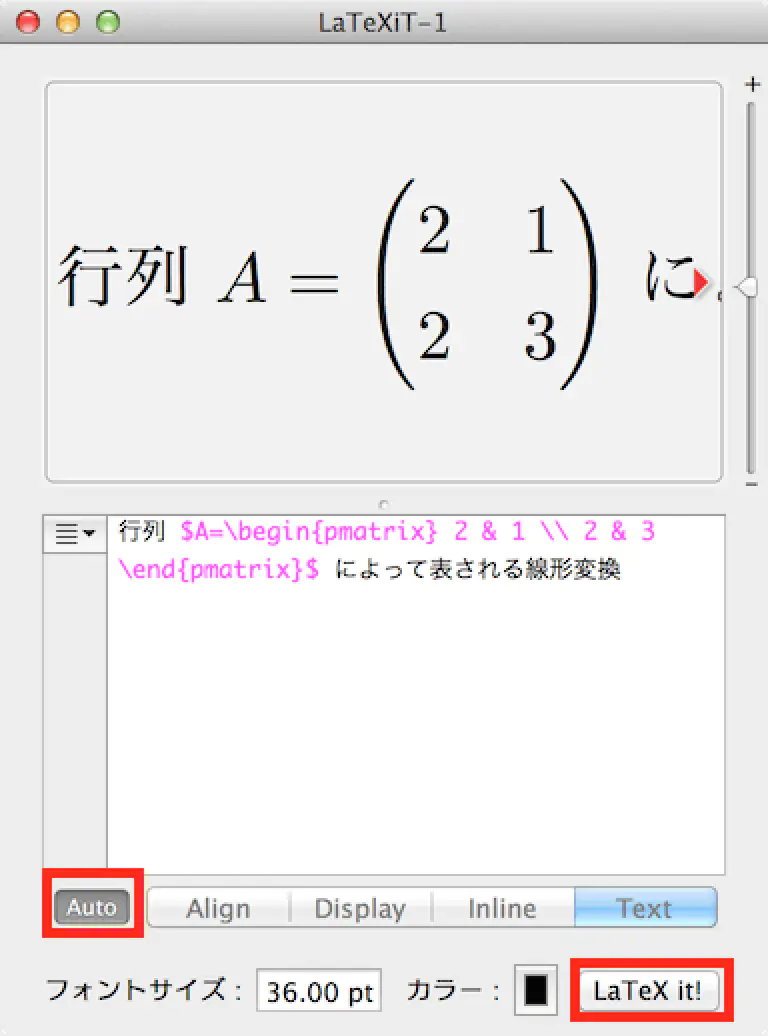 LaTeXiT-1
+
行列 A = \begin{pmatrix} 2 & 1 \\ 2 & 3 \end{pmatrix} に
−
行列 $A=\begin{pmatrix} 2 & 1 \\ 2 & 3
\end{pmatrix}$ によって表される線形変換
Auto Align Display Inline Text
フォントサイズ: 36.00 pt カラー: LaTeX it!